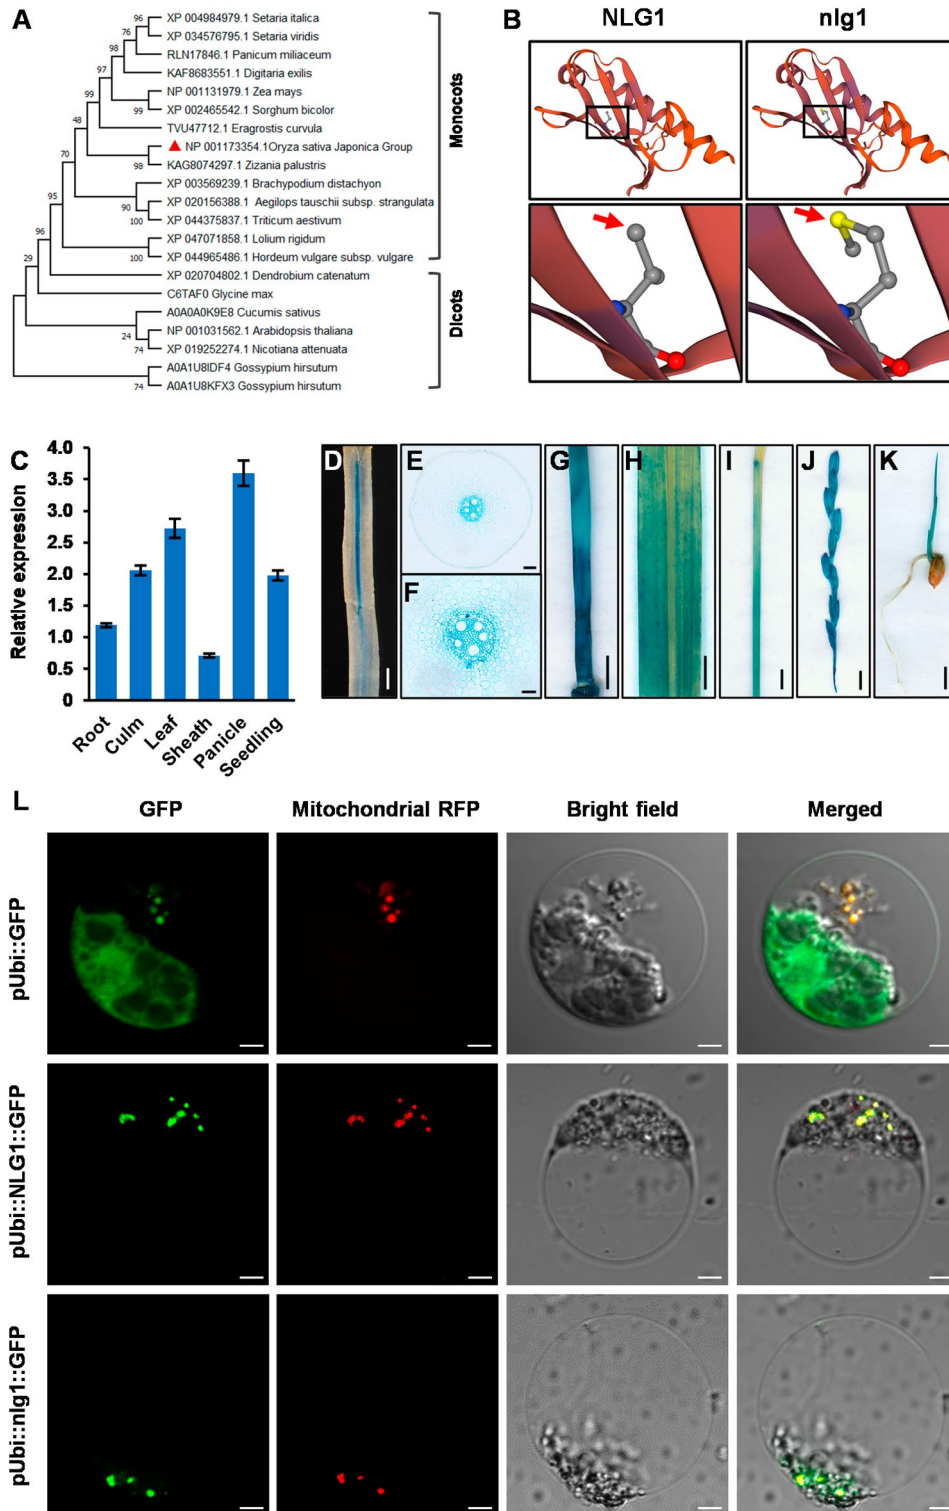 A
96
XP 004984979.1 Setaria italica
76
XP 034576795.1 Setaria viridis
98
RLN17846.1 Panicum miliaceum
97
KAF8683551.1 Digitaria exilis
99
NP 001131979.1 Zea mays
99
XP 002465542.1 Sorghum bicolor
48
TVU47712.1 Eragrostis curvula
NP 001173354.1Oryza sativa Japonica Group
70
98
KAG8074297.1 Zizania palustris
XP 003569239.1 Brachypodium distachyon
95
90
XP 020156388.1 Aegilops tauschii subsp. strangulata
100
XP 044375837.1 Triticum aestivum
96
XP 047071858.1 Lolium rigidum
29
100
XP 044965486.1 Hordeum vulgare subsp. vulgare
XP 020704802.1 Dendrobium catenatum
C6TAF0 Glycine max
A0A0A0K9E8 Cucumis sativus
24
NP 001031562.1 Arabidopsis thaliana
74
XP 019252274.1 Nicotiana attenuata
A0A1U8IDF4 Gossypium hirsutum
74
A0A1U8KFX3 Gossypium hirsutum
Monocots
Dicots
B
NLG1
nlg1
C
Relative expression
4.0
3.5
3.0
2.5
2.0
1.5
1.0
0.5
0
Root
Culm
Leaf
Sheath
Panicle
Seedling
D
E
F
G
H
I
J
K
L
GFP
Mitochondrial RFP
Bright field
Merged
pUbi::GFP
pUbi::NLG1::GFP
pUbi::nlg1::GFP